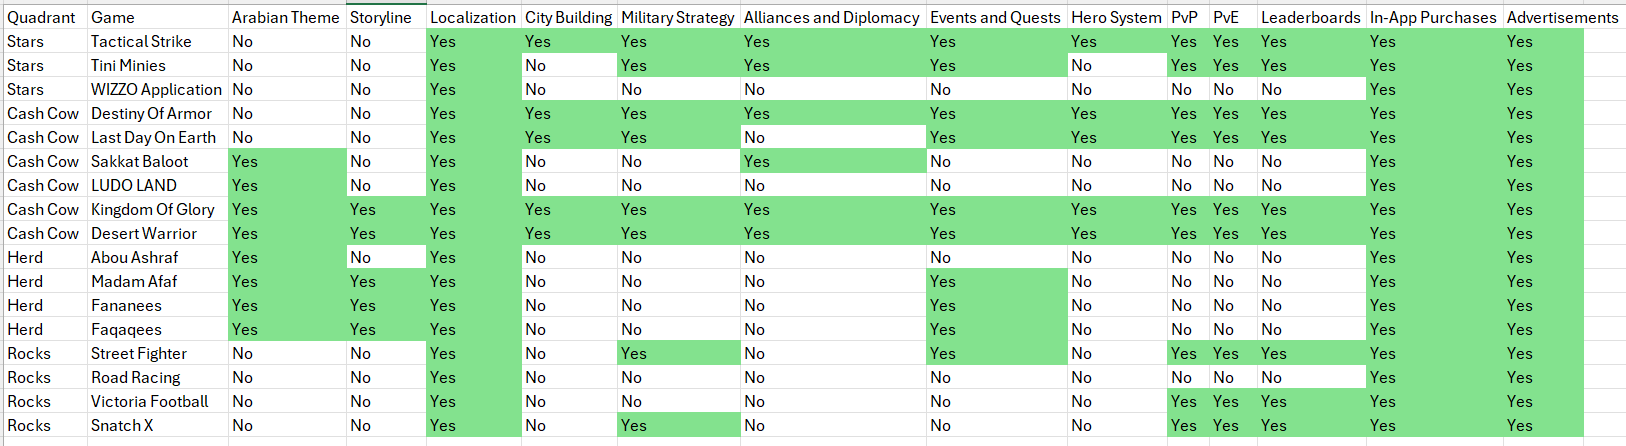 Quadrant Game Arabian Theme Storyline Localization City Building Military Strategy Alliances and Diplomacy Events and Quests Hero System PvP PvE Leaderboards In-App Purchases Advertisements
Stars Tactical Strike No No Yes Yes Yes Yes Yes Yes Yes Yes Yes Yes Yes
Stars Tini Minies No No Yes No Yes Yes Yes No Yes Yes Yes Yes Yes
Stars WIZZO Application No No Yes No No No No No No No No Yes Yes
Cash Cow Destiny Of Armor No No Yes Yes Yes Yes Yes Yes Yes Yes Yes Yes Yes
Cash Cow Last Day On Earth No No Yes Yes Yes No Yes Yes Yes Yes Yes Yes Yes
Cash Cow Sakkat Baloot Yes No Yes No No Yes No No No No No Yes Yes
Cash Cow LUDO LAND Yes No Yes No No No No No No No No Yes Yes
Cash Cow Kingdom Of Glory Yes Yes Yes Yes Yes Yes Yes Yes Yes Yes Yes Yes Yes
Cash Cow Desert Warrior Yes Yes Yes Yes Yes Yes Yes Yes Yes Yes Yes Yes Yes
Herd Abou Ashraf Yes No Yes No No No No No No No No Yes Yes
Herd Madam Afaf Yes Yes Yes No No No Yes No No No No Yes Yes
Herd Fananees Yes Yes Yes No No No Yes No No No No Yes Yes
Herd Faqaqees Yes Yes Yes No No No Yes No No No No Yes Yes
Rocks Street Fighter No No Yes No Yes No Yes No Yes Yes Yes Yes Yes
Rocks Road Racing No No Yes No No No No No No No No Yes Yes
Rocks Victoria Football No No Yes No No No No No Yes Yes Yes Yes Yes
Rocks Snatch X No No Yes No Yes No No No Yes Yes Yes Yes Yes